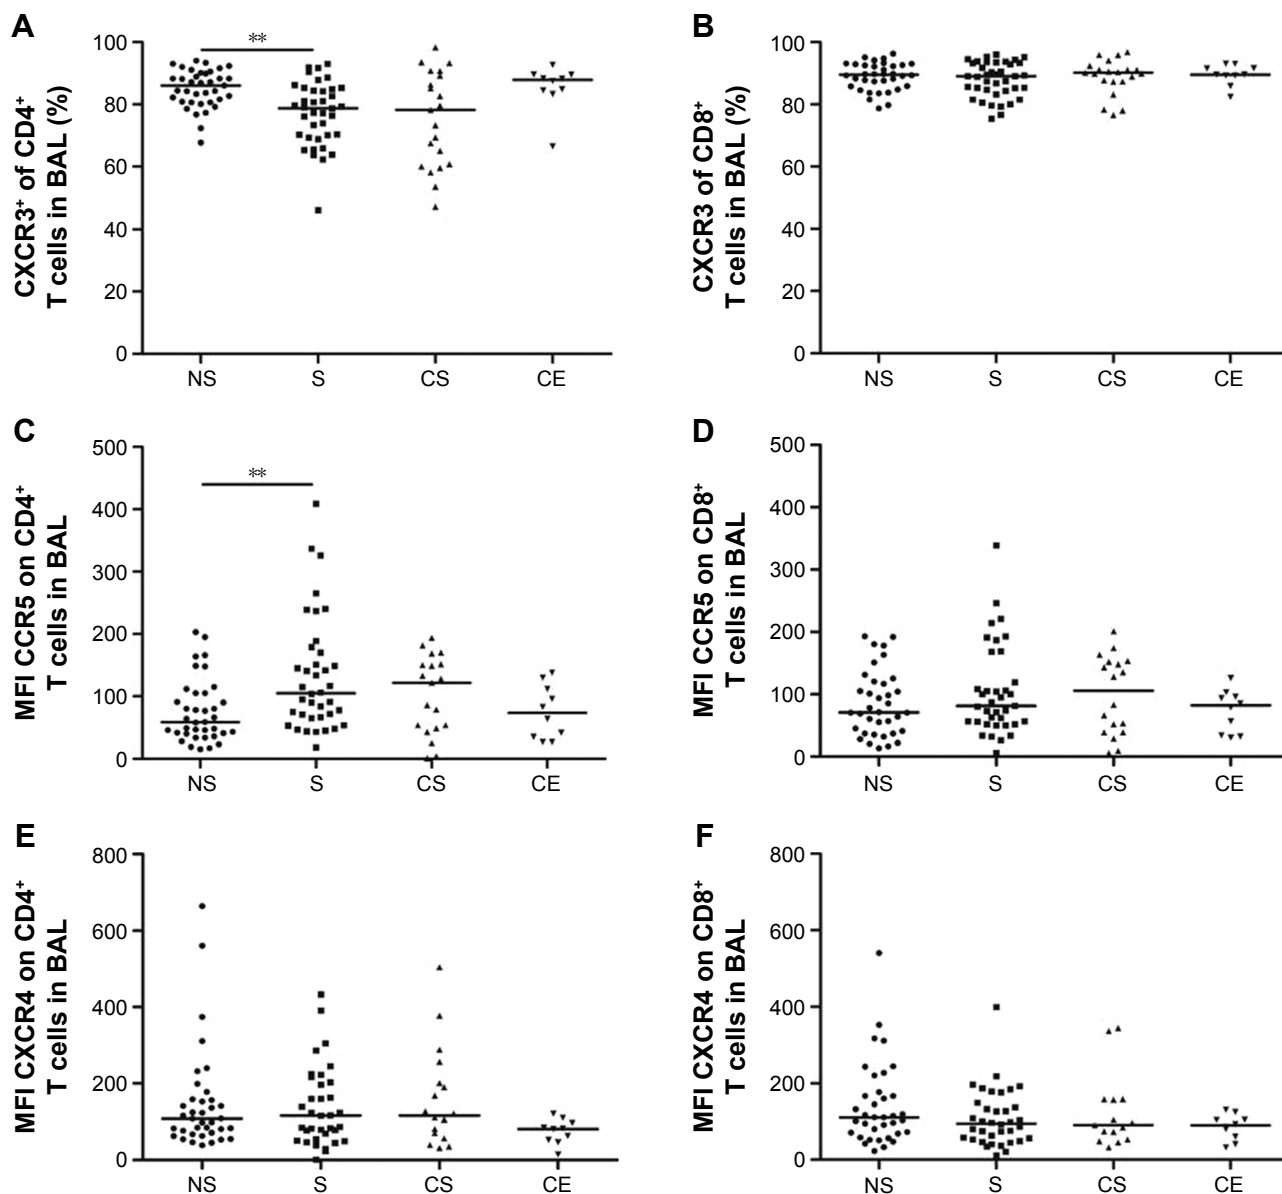 A
CXCR3⁺ of CD4⁺
T cells in BAL (%)
100
80
60
40
20
0
**
NS S CS CE
B
CXCR3 of CD8⁺
T cells in BAL (%)
100
80
60
40
20
0
NS S CS CE
C
MFI CCR5 on CD4⁺
T cells in BAL
500
400
300
200
100
0
**
NS S CS CE
D
MFI CCR5 on CD8⁺
T cells in BAL
500
400
300
200
100
0
NS S CS CE
E
MFI CXCR4 on CD4⁺
T cells in BAL
800
600
400
200
0
NS S CS CE
F
MFI CXCR4 on CD8⁺
T cells in BAL
800
600
400
200
0
NS S CS CE